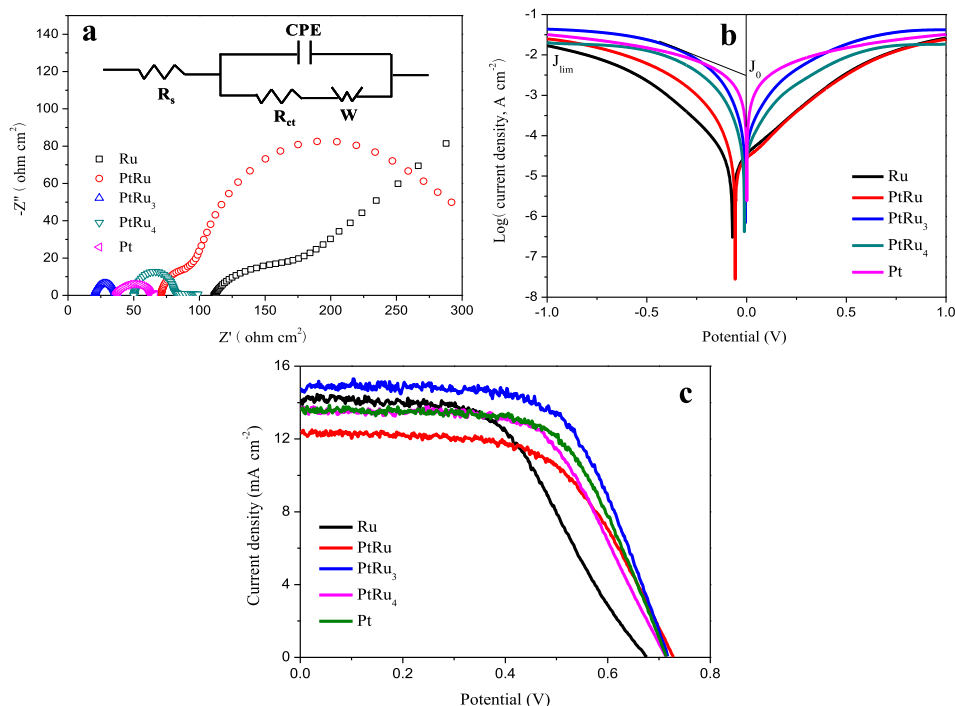 a
CPE
R_s
R_ct
W
-Z'' ( ohm cm²)
140
120
100
80
60
40
20
0
Ru
PtRu
PtRu₃
PtRu₄
Pt
0 50 100 150 200 250 300
Z' ( ohm cm²)
b
J_lim
J₀
Log( current density, A cm⁻²)
-1
-2
-3
-4
-5
-6
-7
-8
Ru
PtRu
PtRu₃
PtRu₄
Pt
-1.0 -0.5 0.0 0.5 1.0
Potential (V)
c
Current density (mA cm⁻²)
16
12
8
4
0
Ru
PtRu
PtRu₃
PtRu₄
Pt
0.0 0.2 0.4 0.6 0.8
Potential (V)